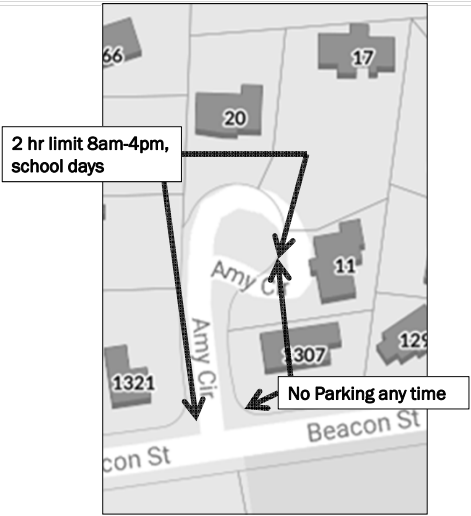 66
17
20
2 hr limit 8am-4pm,
school days
Amy Cir
11
Amy Cir
1307
129
1321
No Parking any time
Beacon St
con St